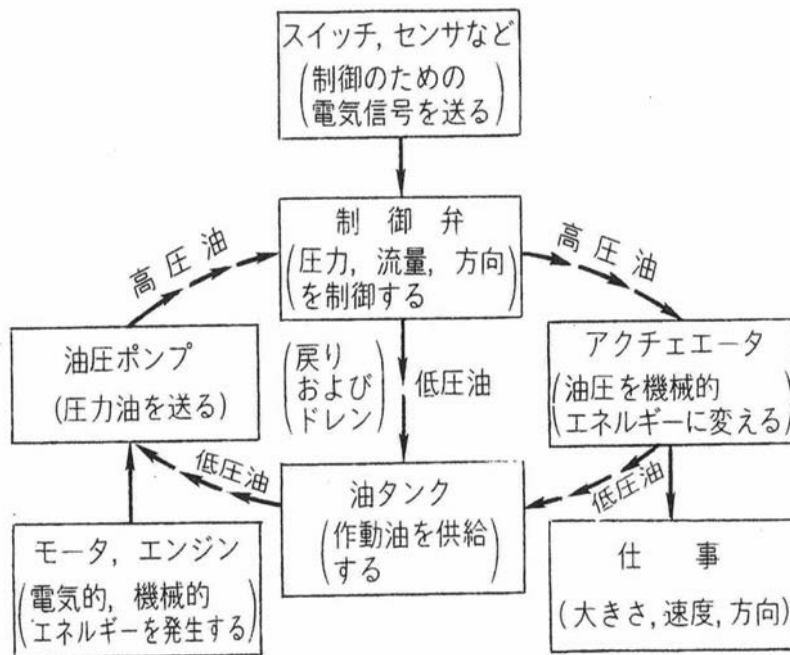 スイッチ, センサなど
(制御のための
電気信号を送る)
制御弁
(圧力, 流量, 方向
を制御する)
高圧油
高圧油
油圧ポンプ
(圧力油を送る)
(戻り
および
ドレン)
低圧油
アクチェエータ
(油圧を機械的
エネルギーに変える)
低圧油
低圧油
油タンク
(作動油を供給
する)
モータ, エンジン
(電気的, 機械的
エネルギーを発生する)
仕事
(大きさ, 速度, 方向)